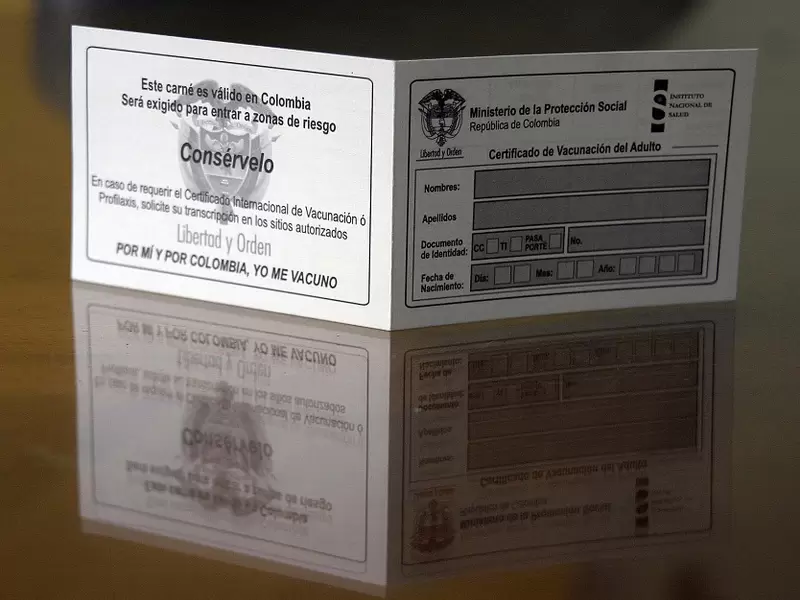 Este carné es válido en Colombia
Será exigido para entrar a zonas de riesgo
Consérvelo
En caso de requerir el Certificado Internacional de Vacunación ó
Profilaxis, solicite su transcripción en los sitios autorizados
Libertad y Orden
POR MÍ Y POR COLOMBIA, YO ME VACUNO
Libertad y Orden
Ministerio de la Protección Social
República de Colombia
INSTITUTO
NACIONAL DE
SALUD
Certificado de Vacunación del Adulto
Nombres:
Apellidos
Documento
de Identidad:
CC TI PASA
PORTE
No.
Fecha de
Nacimiento:
Día: Mes: Año: